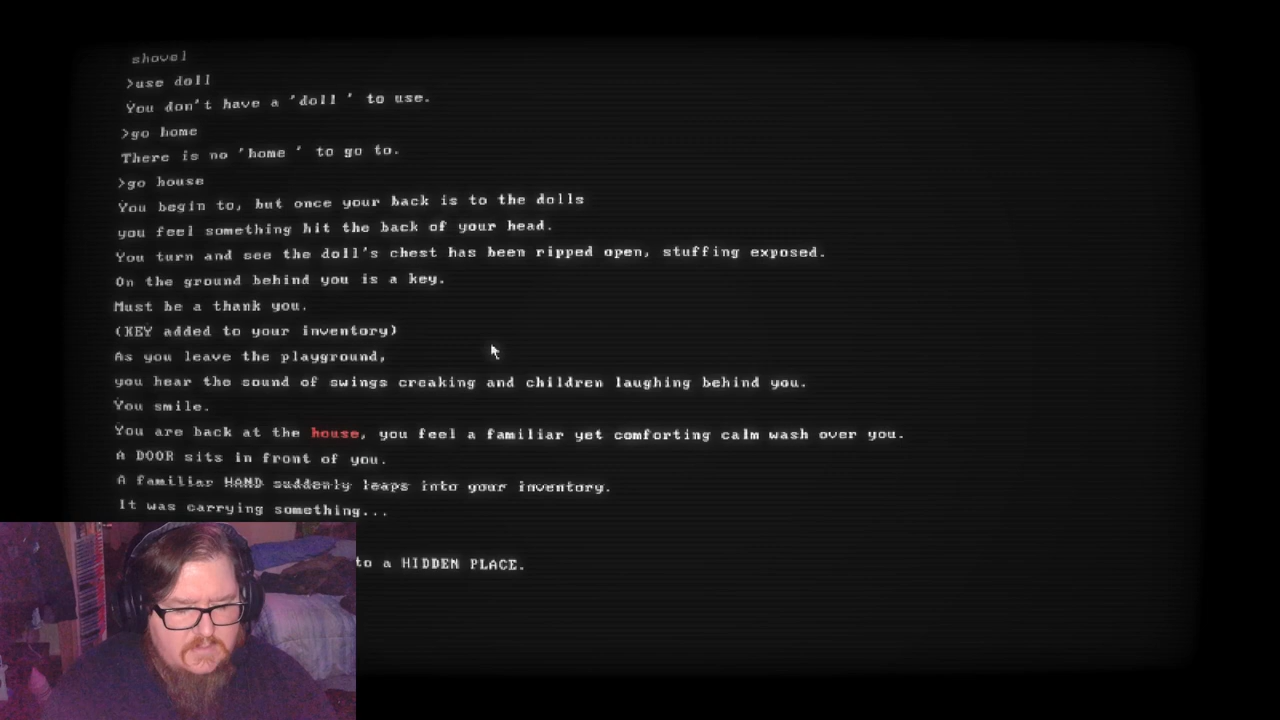 shovel
>use doll
You don't have a 'doll ' to use.
>go home
There is no 'home ' to go to.
>go house
You begin to, but once your back is to the dolls
you feel something hit the back of your head.
You turn and see the doll's chest has been ripped open, stuffing exposed.
On the ground behind you is a key.
Must be a thank you.
(KEY added to your inventory)
As you leave the playground,
you hear the sound of swings creaking and children laughing behind you.
You smile.
You are back at the house, you feel a familiar yet comforting calm wash over you.
A DOOR sits in front of you.
A familiar HAND suddenly leaps into your inventory.
It was carrying something...
to a HIDDEN PLACE.